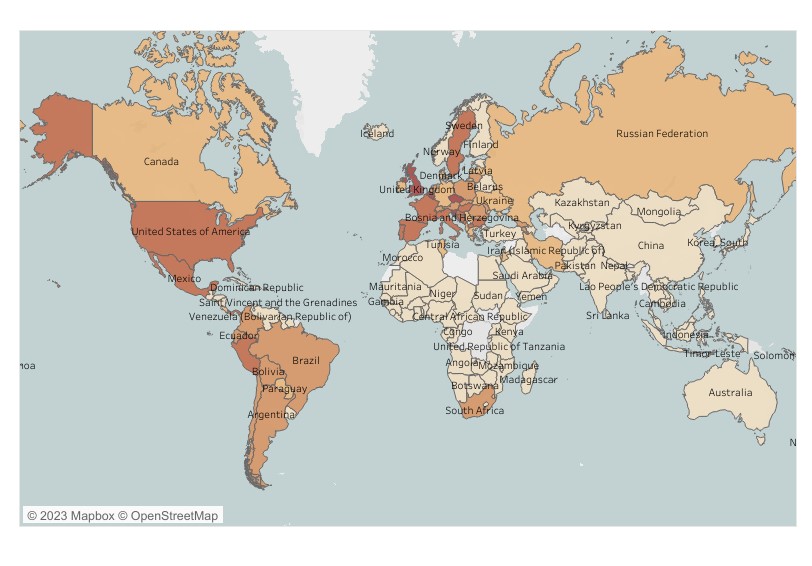 Iceland
Sweden
Finland
Norway
Russian Federation
Canada
Denmark
Latvia
United Kingdom
Belarus
Ukraine
Kazakhstan
Mongolia
Bosnia and Herzegovina
Kyrgyzstan
United States of America
Turkey
China
Korea, South
Tunisia
Iran (Islamic Republic of)
Morocco
Pakistan
Nepal
Mexico
Saudi Arabia
Dominican Republic
Mauritania
Lao People's Democratic Republic
Niger
Sudan
Yemen
Saint Vincent and the Grenadines
Gambia
Cambodia
Venezuela (Bolivarian Republic of)
Central African Republic
Sri Lanka
Ecuador
Congo
Kenya
Indonesia
United Republic of Tanzania
Timor-Leste
Solomon
Brazil
noa
Angola
Mozambique
Bolivia
Madagascar
Paraguay
Botswana
Australia
Argentina
South Africa
N
© 2023 Mapbox © OpenStreetMap